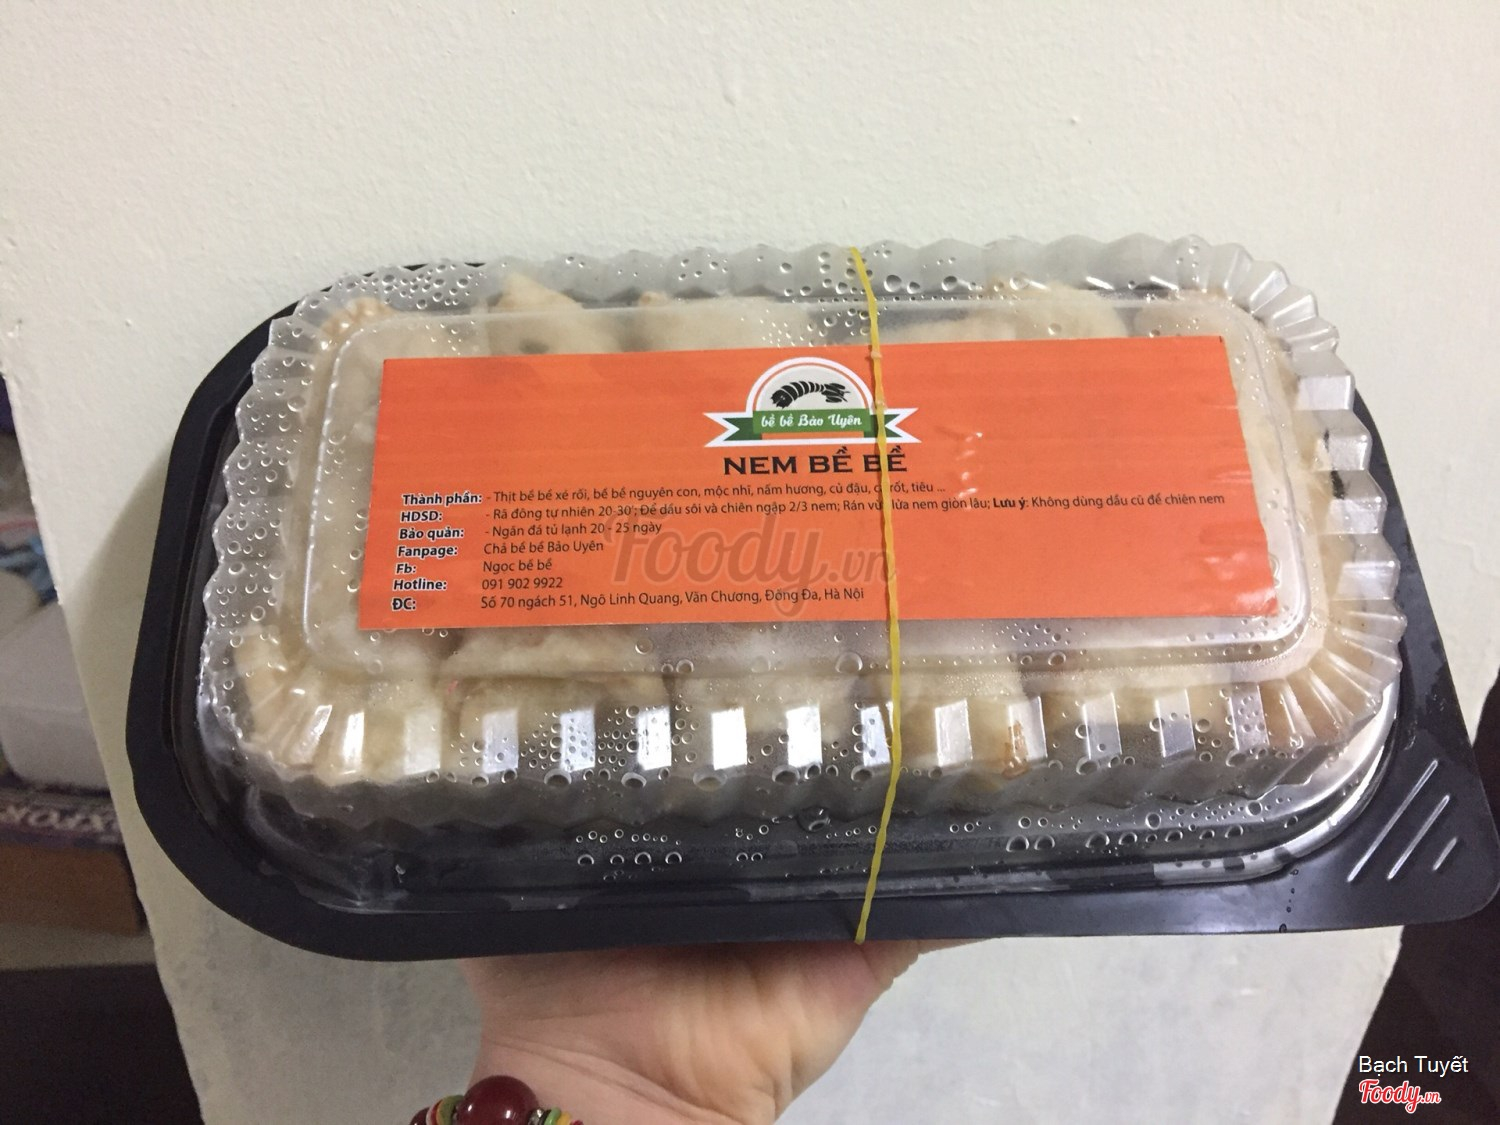 bề bề Bảo Uyên
NEM BỀ BỀ
Thành phần: - Thịt bề bề xé rối, bề bề nguyên con, mộc nhĩ, nấm hương, củ đậu, cà rốt, tiêu ...
HDSD: - Rã đông tự nhiên 20-30'; Để dầu sôi và chiên ngập 2/3 nem; Rán vừa lửa nem giòn lâu; Lưu ý: Không dùng dầu cũ để chiên nem
Bảo quản: - Ngăn đá tủ lạnh 20 - 25 ngày
Fanpage: Chả bề bề Bảo Uyên
Fb: Ngọc bề bề
Hotline: 091 902 9922
ĐC: Số 70 ngách 51, Ngõ Linh Quang, Văn Chương, Đống Đa, Hà Nội
Foody.vn
Bạch Tuyết
Foody.vn